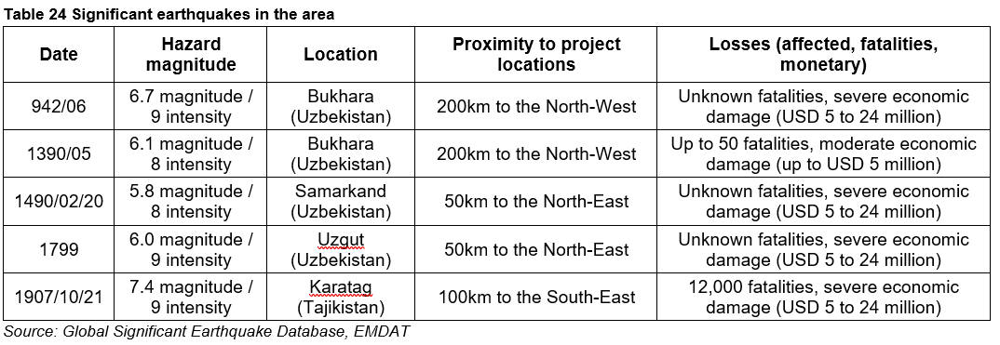 Table 24 Significant earthquakes in the area
Date
Hazard
magnitude
Location
Proximity to project
locations
Losses (affected, fatalities,
monetary)
942/06
6.7 magnitude /
9 intensity
Bukhara
(Uzbekistan)
200km to the North-West
Unknown fatalities, severe economic
damage (USD 5 to 24 million)
1390/05
6.1 magnitude /
8 intensity
Bukhara
(Uzbekistan)
200km to the North-West
Up to 50 fatalities, moderate economic
damage (up to USD 5 million)
1490/02/20
5.8 magnitude /
8 intensity
Samarkand
(Uzbekistan)
50km to the North-East
Unknown fatalities, severe economic
damage (USD 5 to 24 million)
1799
6.0 magnitude /
9 intensity
Uzgut
(Uzbekistan)
50km to the North-East
Unknown fatalities, severe economic
damage (USD 5 to 24 million)
1907/10/21
7.4 magnitude /
9 intensity
Karatag
(Tajikistan)
100km to the South-East
12,000 fatalities, severe economic
damage (USD 5 to 24 million)
Source: Global Significant Earthquake Database, EMDAT